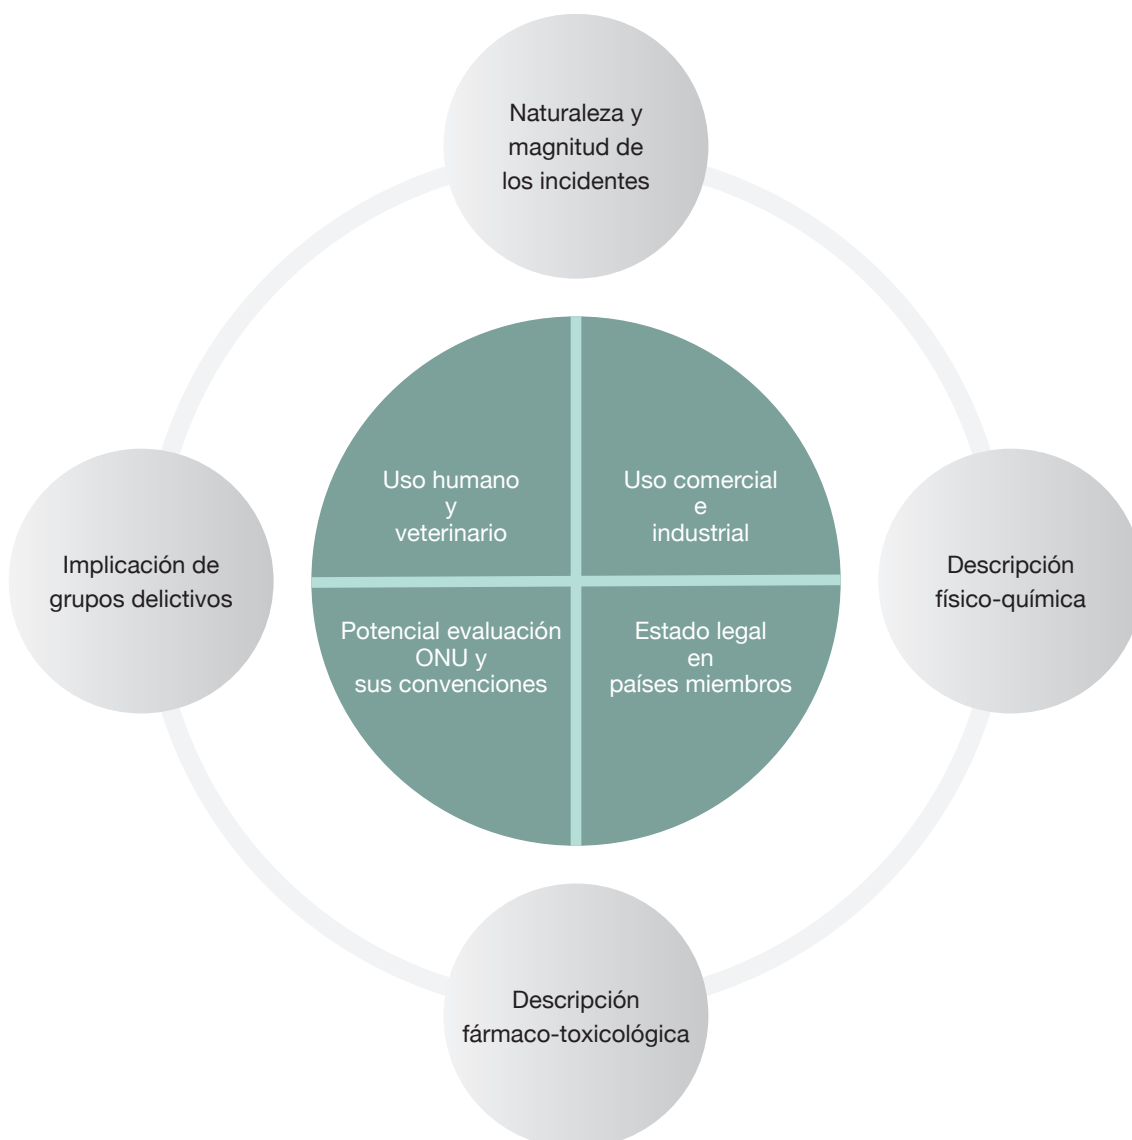 Naturaleza y
magnitud de
los incidentes
Uso humano
y
veterinario
Uso comercial
e
industrial
Implicación de
grupos delictivos
Descripción
físico-química
Potencial evaluación
ONU y
sus convenciones
Estado legal
en
países miembros
Descripción
fármaco-toxicológica